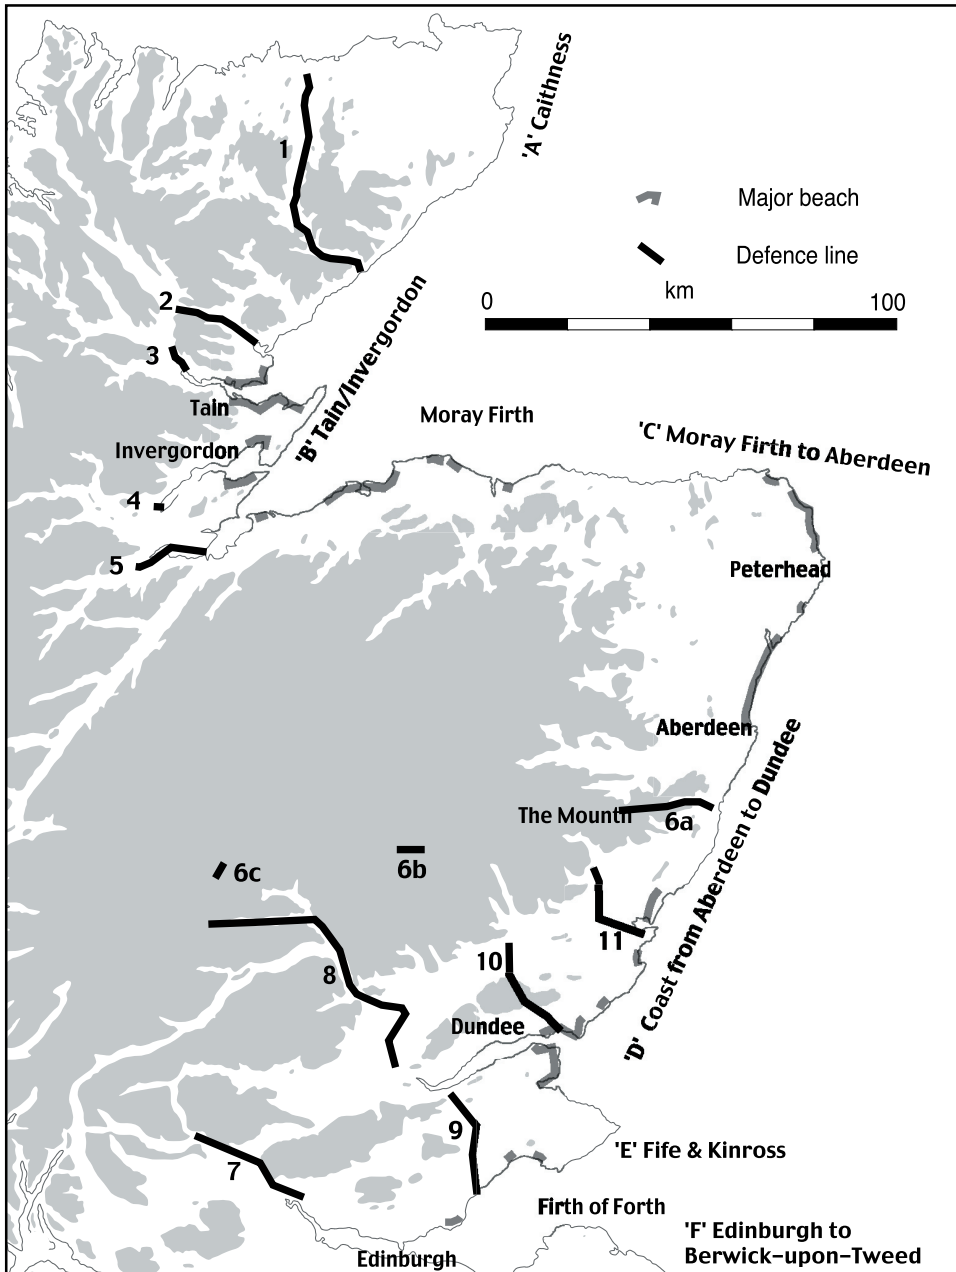 'A' Caithness
1
Major beach
Defence line
km
0
100
2
'B' Tain/Invergordon
3
Tain
Moray Firth
'C' Moray Firth to Aberdeen
Invergordon
4
5
Peterhead
Aberdeen
The Mounth
6a
6b
6c
'D' Coast from Aberdeen to Dundee
11
10
8
Dundee
9
'E' Fife & Kinross
7
Firth of Forth
'F' Edinburgh to
Berwick-upon-Tweed
Edinburgh